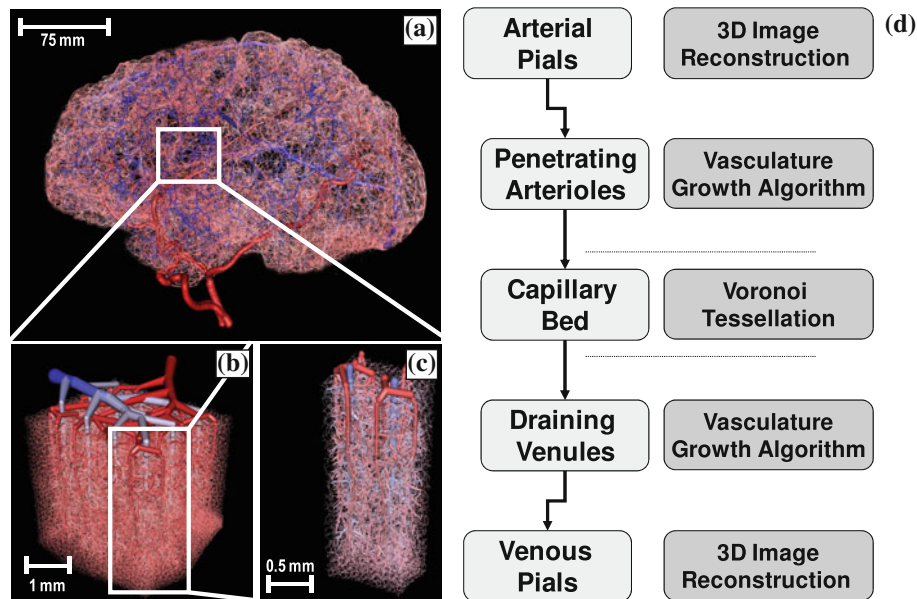 (a)
75 mm
(b)
1 mm
(c)
0.5 mm
(d)
Arterial
Pials
3D Image
Reconstruction
Penetrating
Arterioles
Vasculature
Growth Algorithm
Capillary
Bed
Voronoi
Tessellation
Draining
Venules
Vasculature
Growth Algorithm
Venous
Pials
3D Image
Reconstruction